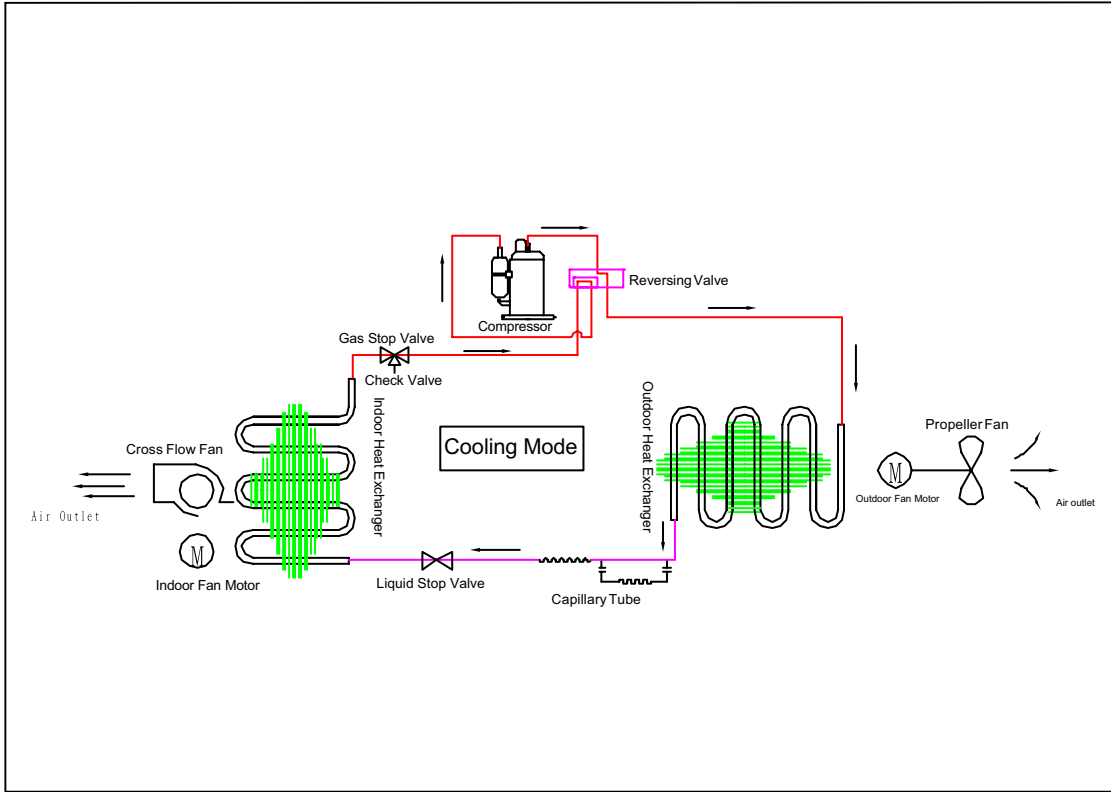 Reversing Valve
Compressor
Gas Stop Valve
Check Valve
Indoor Heat Exchanger
Outdoor Heat Exchanger
Cooling Mode
Cross Flow Fan
Propeller Fan
M
Outdoor Fan Motor
Air outlet
Air Outlet
M
Indoor Fan Motor
Liquid Stop Valve
Capillary Tube